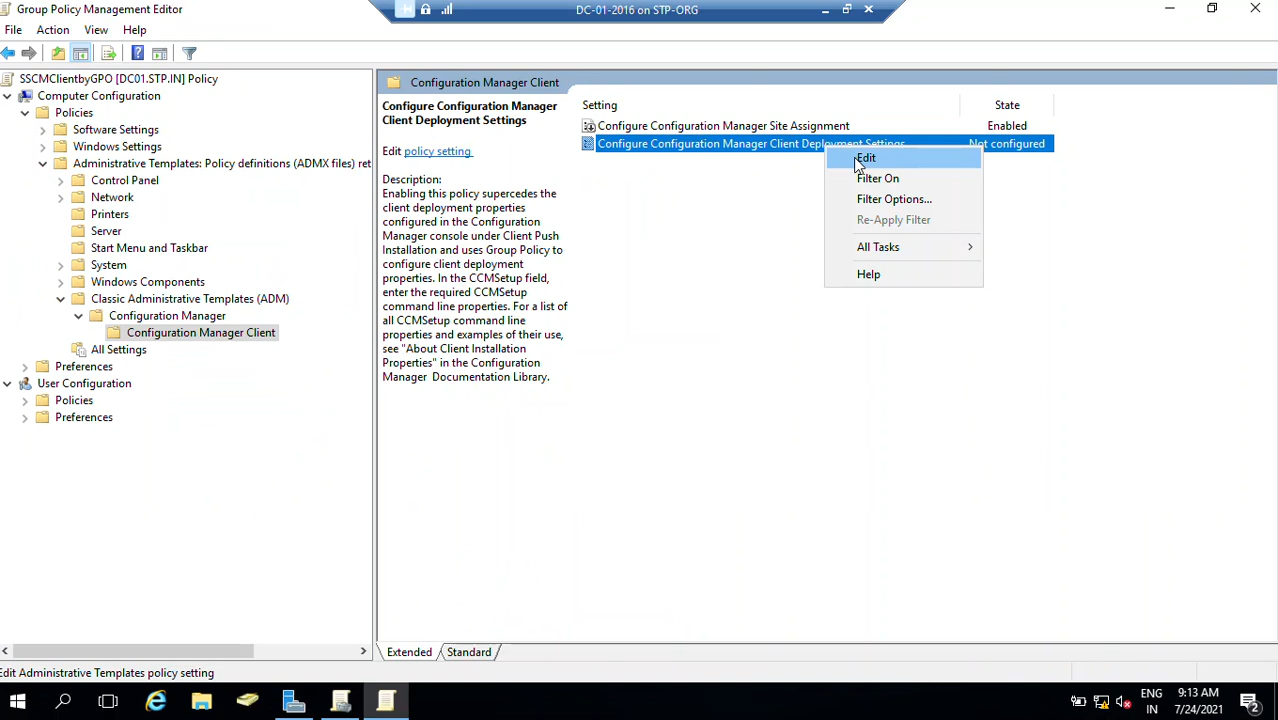 Group Policy Management Editor
DC-01-2016 on STP-ORG
File Action View Help
SSCMClientbyGPO [DC01.STP.IN] Policy
Computer Configuration
Policies
Software Settings
Windows Settings
Administrative Templates: Policy definitions (ADMX files) ret
Control Panel
Network
Printers
Server
Start Menu and Taskbar
System
Windows Components
Classic Administrative Templates (ADM)
Configuration Manager
Configuration Manager Client
All Settings
Preferences
User Configuration
Policies
Preferences
Configuration Manager Client
Configure Configuration Manager
Client Deployment Settings
Edit policy setting
Description:
Enabling this policy supercedes the
client deployment properties
configured in the Configuration
Manager console under Client Push
Installation and uses Group Policy to
configure client deployment
properties. In the CCMSetup field,
enter the required CCMSetup
command line properties. For a list of
all CCMSetup command line
properties and examples of their use,
see "About Client Installation
Properties" in the Configuration
Manager Documentation Library.
Setting State
Configure Configuration Manager Site Assignment Enabled
Configure Configuration Manager Client Deployment Settings Not configured
Edit
Filter On
Filter Options...
Re-Apply Filter
All Tasks
Help
Extended Standard
Edit Administrative Templates policy setting
ENG
IN
9:13 AM
7/24/2021
2